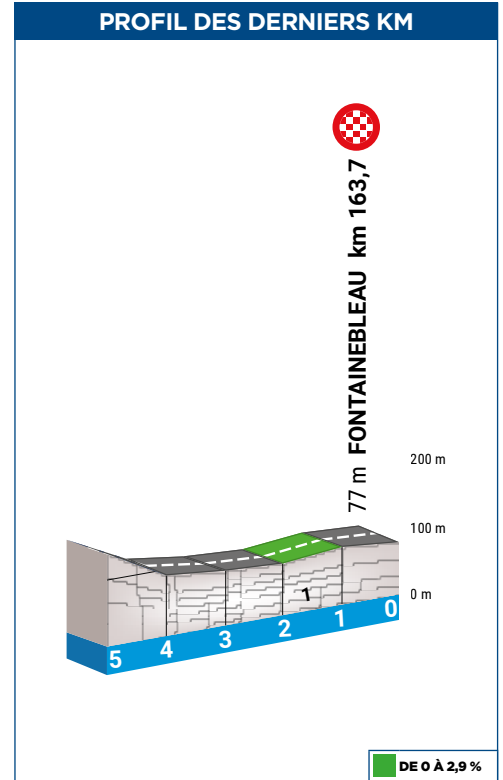 PROFIL DES DERNIERS KM
77 m FONTAINEBLEAU km 163,7
200 m
100 m
0 m
1
5 4 3 2 1 0
DE 0 À 2,9 %